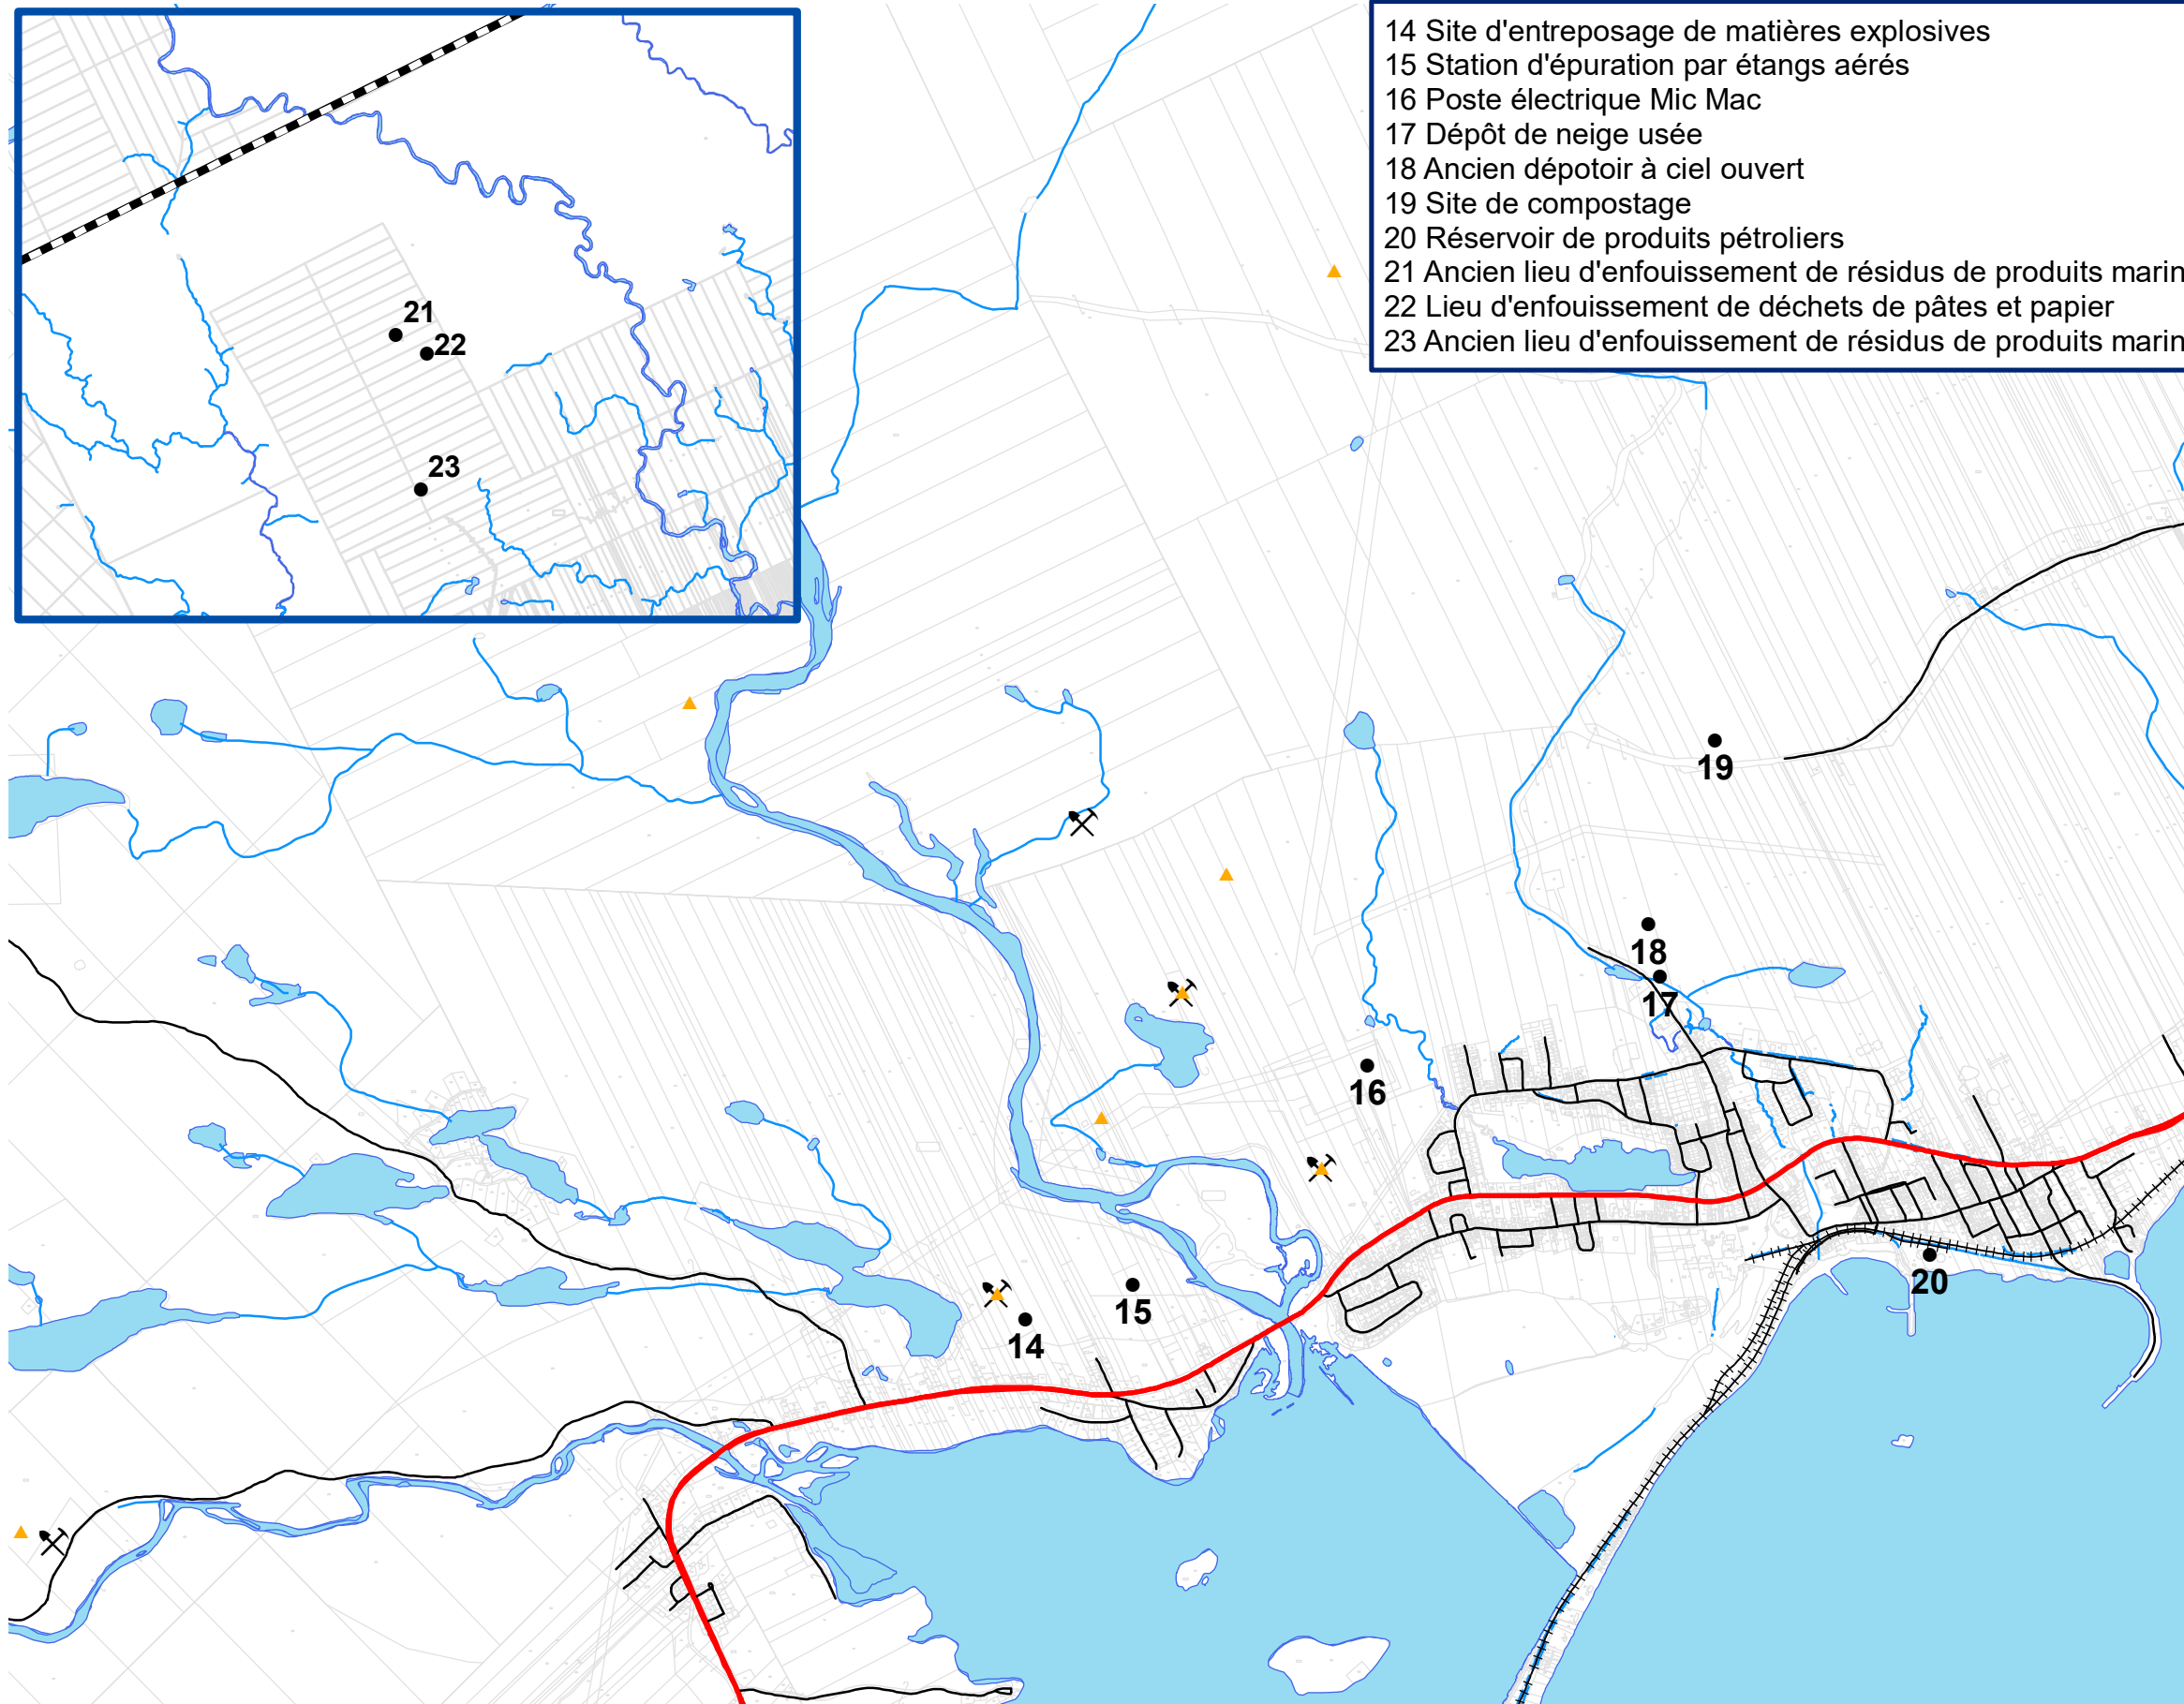 14 Site d'entreposage de matières explosives
15 Station d'épuration par étangs aérés
16 Poste électrique Mic Mac
17 Dépôt de neige usée
18 Ancien dépotoir à ciel ouvert
19 Site de compostage
20 Réservoir de produits pétroliers
21 Ancien lieu d'enfouissement de résidus de produits marin
22 Lieu d'enfouissement de déchets de pâtes et papier
23 Ancien lieu d'enfouissement de résidus de produits marin
21
22
23
19
18
17
16
20
15
14